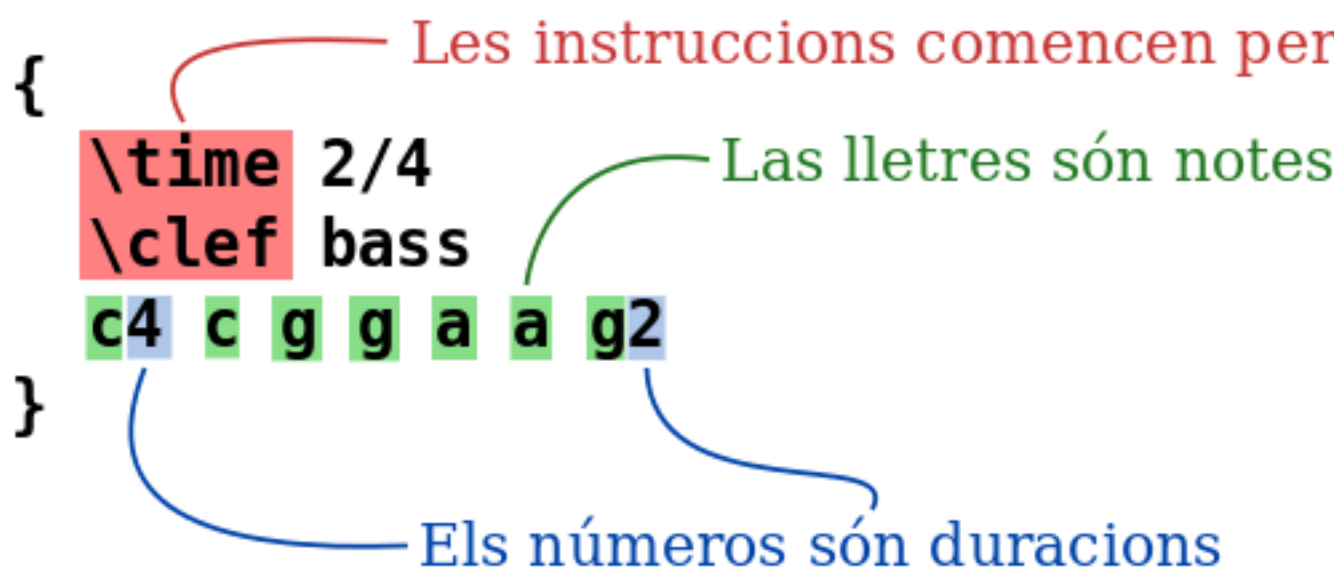 Les instruccions comencen per
{
\time 2/4
Las lletres són notes
\clef bass
c4 c g g a a g2
}
Els números són duracions